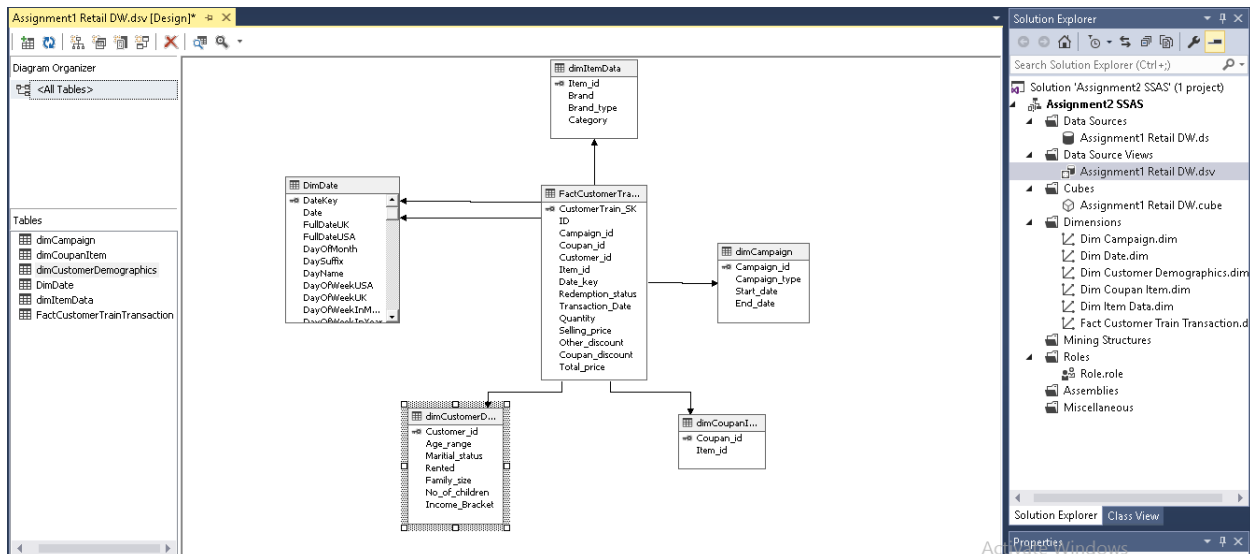 Assignment1 Retail DW.dsv [Design]*
Diagram Organizer
<All Tables>
Tables
dimCampaign
dimCoupanItem
dimCustomerDemographics
DimDate
dimItemData
FactCustomerTrainTransaction
dimItemData
Item_id
Brand
Brand_type
Category
DimDate
DateKey
Date
FullDateUK
FullDateUSA
DayOfMonth
DaySuffix
DayName
DayOfWeekUSA
DayOfWeekUK
DayOfWeekInM...
DayOfWeekInYear
FactCustomerTra...
CustomerTrain_SK
ID
Campaign_id
Coupan_id
Customer_id
Item_id
Date_key
Redemption_status
Transaction_Date
Quantity
Selling_price
Other_discount
Coupan_discount
Total_price
dimCampaign
Campaign_id
Campaign_type
Start_date
End_date
dimCustomerD...
Customer_id
Age_range
Maritial_status
Rented
Family_size
No_of_children
Income_Bracket
dimCoupanI...
Coupan_id
Item_id
Solution Explorer
Search Solution Explorer (Ctrl+;)
Solution 'Assignment2 SSAS' (1 project)
Assignment2 SSAS
Data Sources
Assignment1 Retail DW.ds
Data Source Views
Assignment1 Retail DW.dsv
Cubes
Assignment1 Retail DW.cube
Dimensions
Dim Campaign.dim
Dim Date.dim
Dim Customer Demographics.dim
Dim Coupan Item.dim
Dim Item Data.dim
Fact Customer Train Transaction.d
Mining Structures
Roles
Role.role
Assemblies
Miscellaneous
Solution Explorer Class View
Properties
Activate Windows